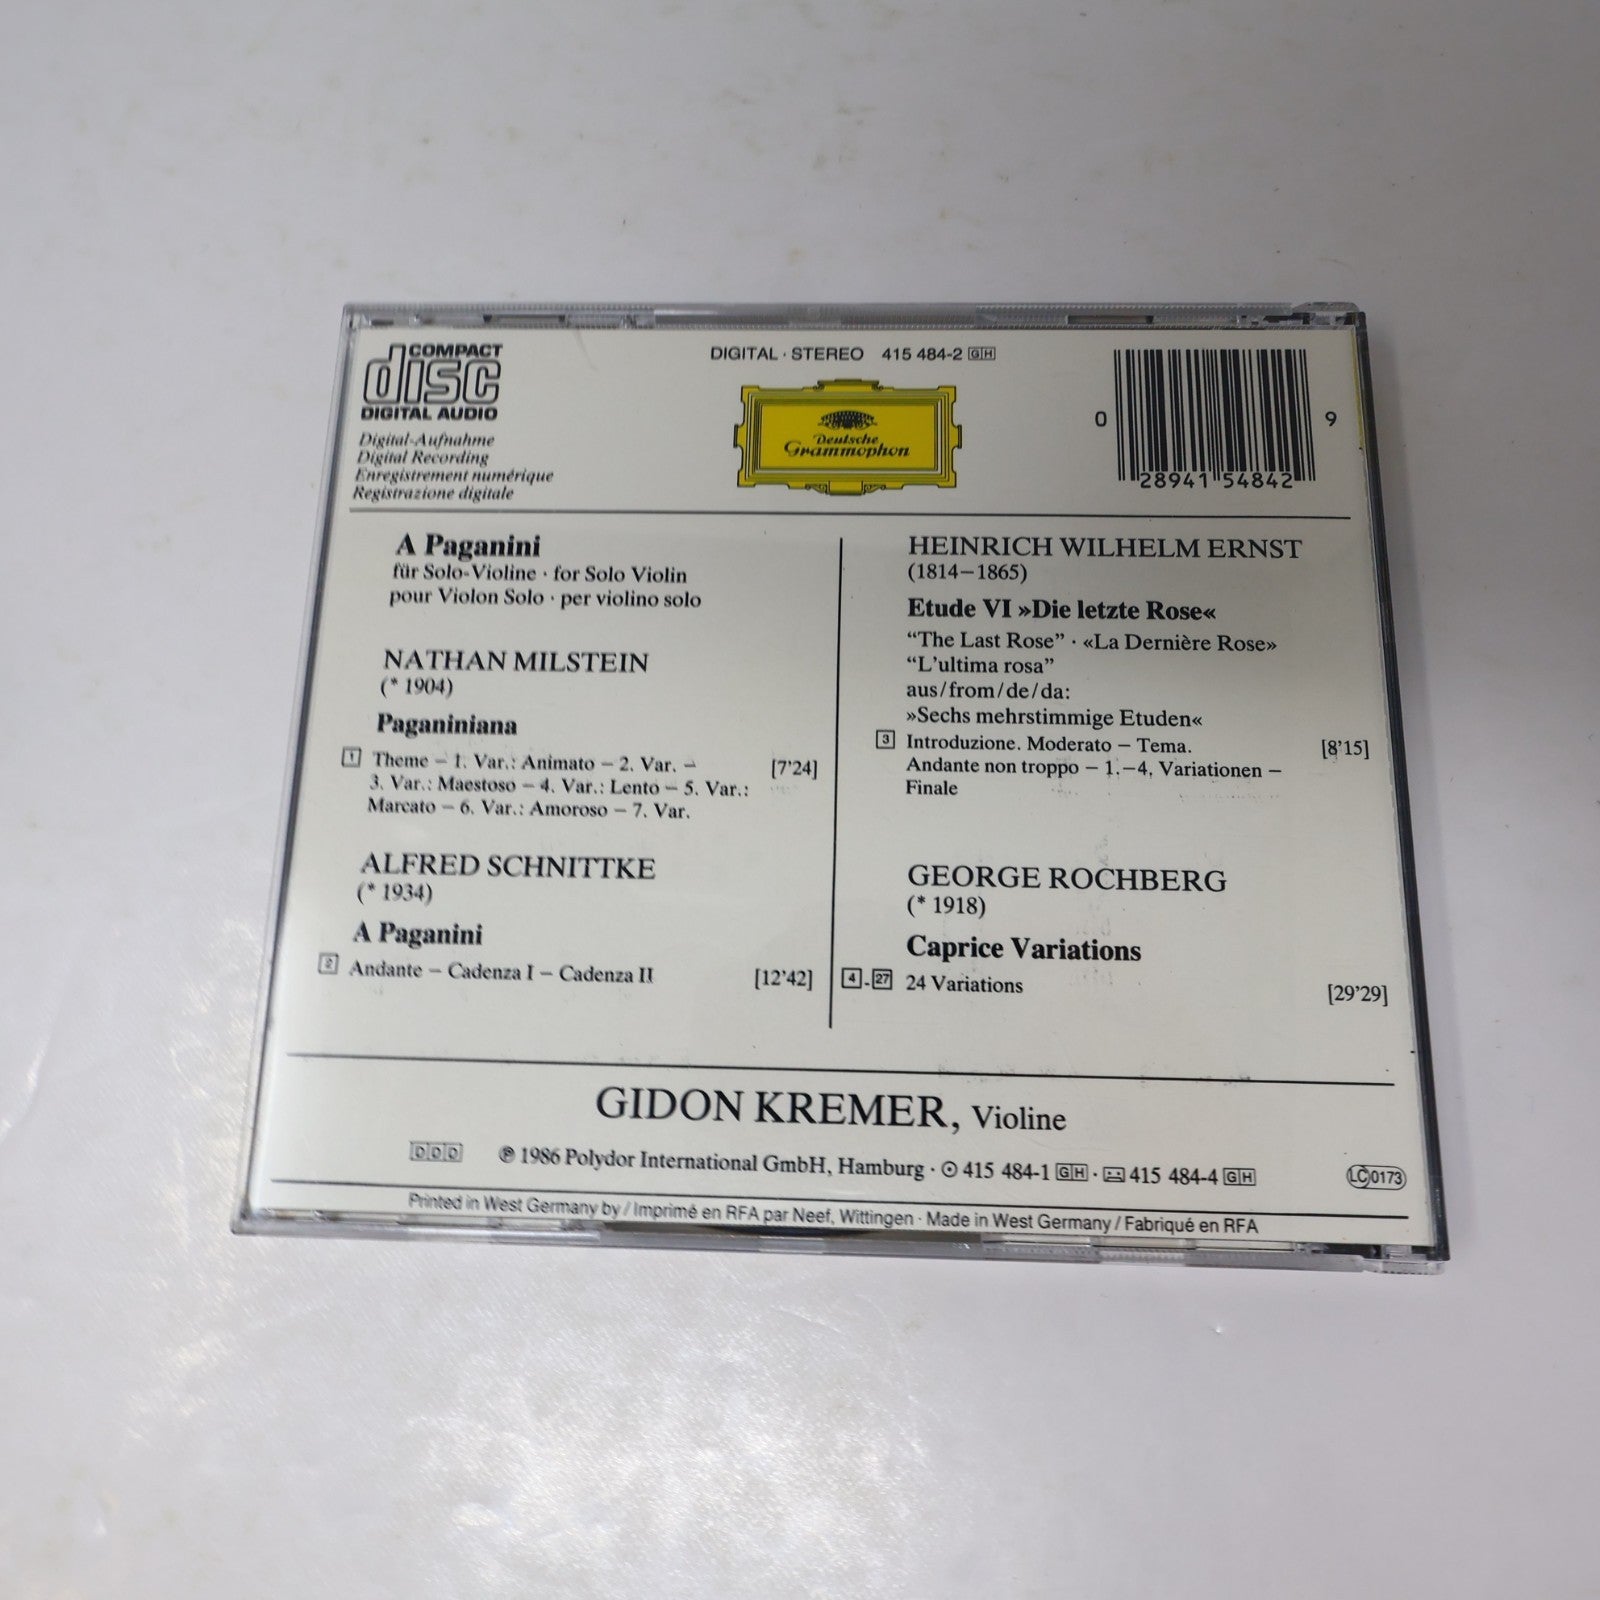 COMPACT
disc
DIGITAL AUDIO
Digital-Aufnahme
Digital Recording
Enregistrement numérique
Registrazione digitale
DIGITAL · STEREO 415 484-2 GH
Deutsche
Grammophon
0 28941 54842 9
A Paganini
für Solo-Violine · for Solo Violin
pour Violon Solo · per violino solo
NATHAN MILSTEIN
(* 1904)
Paganiniana
1 Theme – 1. Var.: Animato – 2. Var. – [7'24]
3. Var.: Maestoso – 4. Var.: Lento – 5. Var.:
Marcato – 6. Var.: Amoroso – 7. Var.
ALFRED SCHNITTKE
(* 1934)
A Paganini
2 Andante – Cadenza I – Cadenza II [12'42]
HEINRICH WILHELM ERNST
(1814–1865)
Etude VI »Die letzte Rose«
“The Last Rose” · «La Dernière Rose»
“L'ultima rosa”
aus/from/de/da:
»Sechs mehrstimmige Etuden«
3 Introduzione. Moderato – Tema. [8'15]
Andante non troppo – 1.–4. Variationen –
Finale
GEORGE ROCHBERG
(* 1918)
Caprice Variations
4-27 24 Variations [29'29]
GIDON KREMER, Violine
DDD ℗ 1986 Polydor International GmbH, Hamburg · 415 484-1 GH · 415 484-4 GH LC 0173
Printed in West Germany by / Imprimé en RFA par Neef, Wittingen · Made in West Germany / Fabriqué en RFA